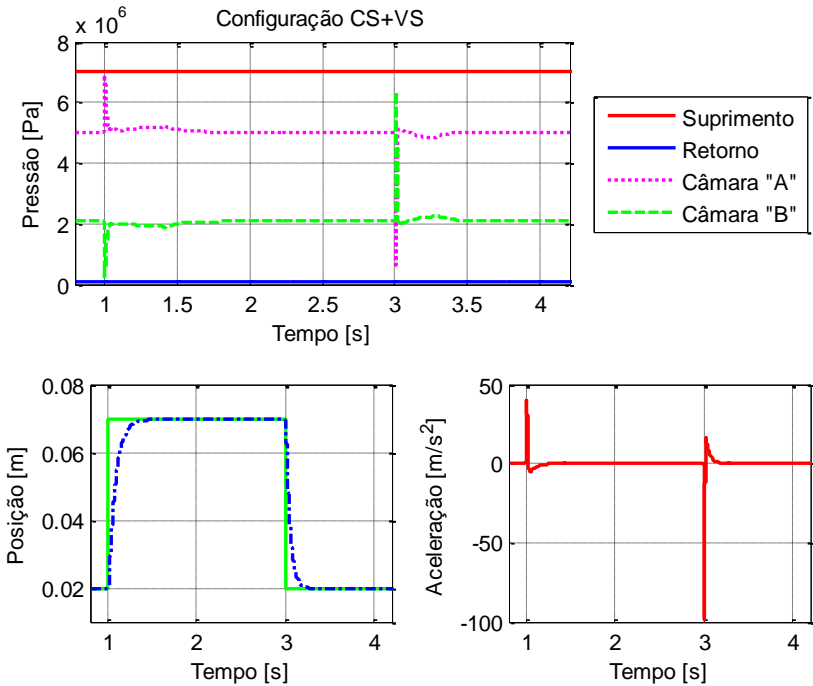 Configuração CS+VS
x 10^6
8
6
4
2
0
Pressão [Pa]
1 1.5 2 2.5 3 3.5 4
Tempo [s]
Suprimento
Retorno
Câmara "A"
Câmara "B"
0.08
0.06
0.04
0.02
Posição [m]
1 2 3 4
Tempo [s]
50
0
-50
-100
Aceleração [m/s^2]
1 2 3 4
Tempo [s]